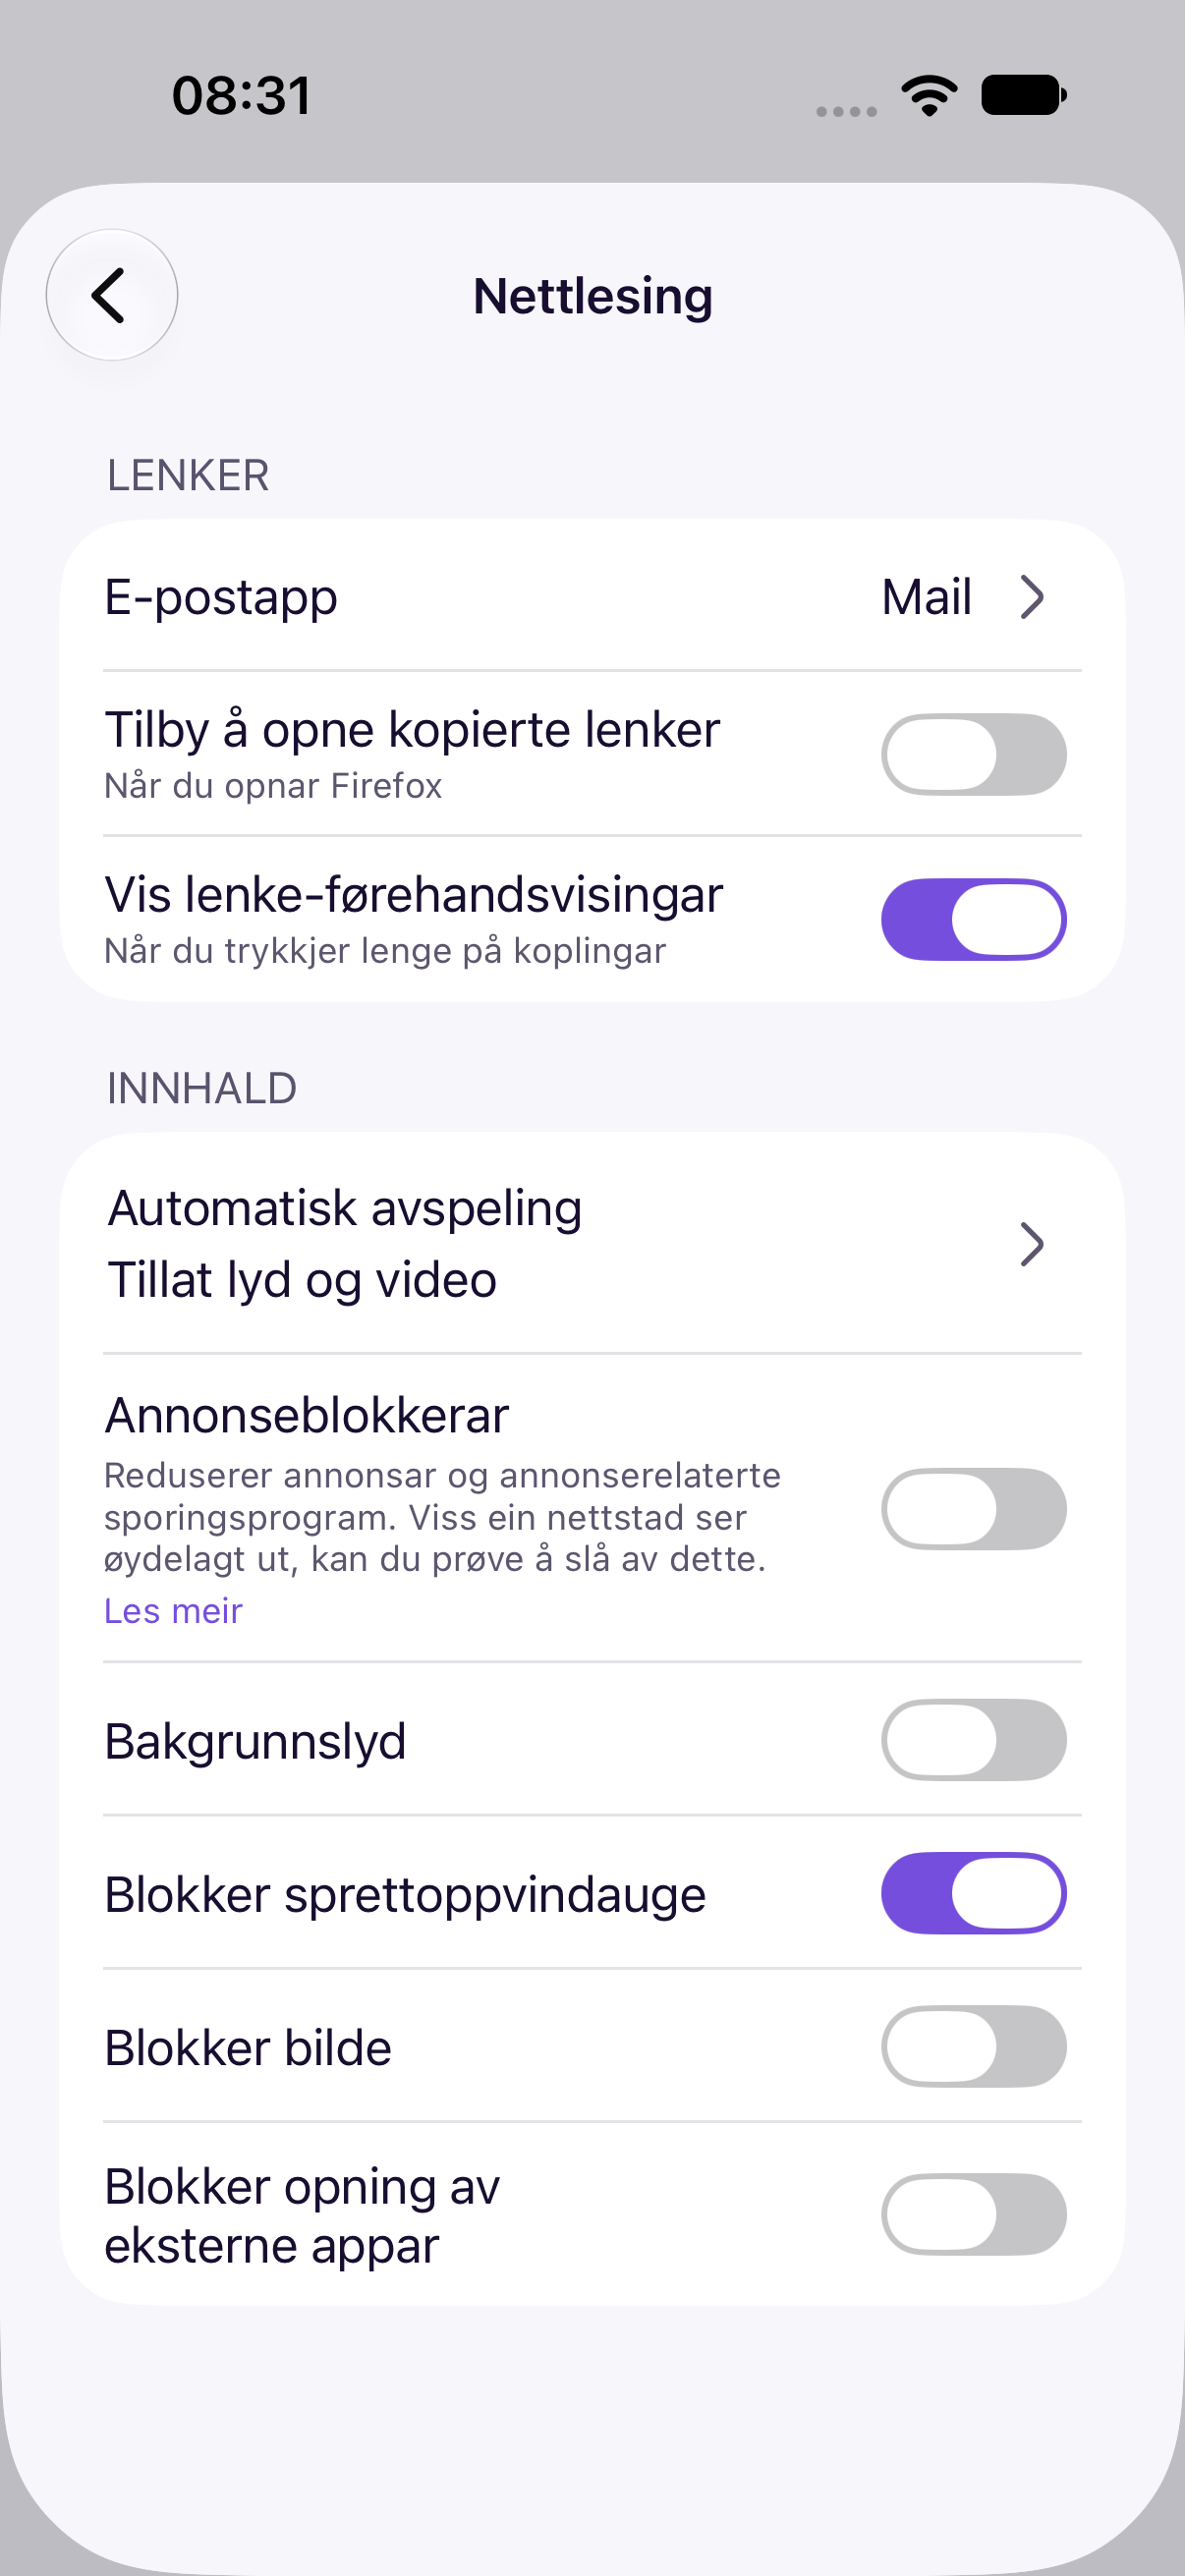 08:31
Nettlesing
LENKER
E-postapp
Mail
Tilby å opne kopierte lenker
Når du opnar Firefox
Vis lenke-førehandsvisingar
Når du trykkjer lenge på koplingar
INNHALD
Automatisk avspeling
Tillat lyd og video
Annonseblokkerar
Reduserer annonsar og annonserelaterte
sporingsprogram. Viss ein nettstad ser
øydelagt ut, kan du prøve å slå av dette.
Les meir
Bakgrunnslyd
Blokker sprettoppvindauge
Blokker bilde
Blokker opning av
eksterne appar